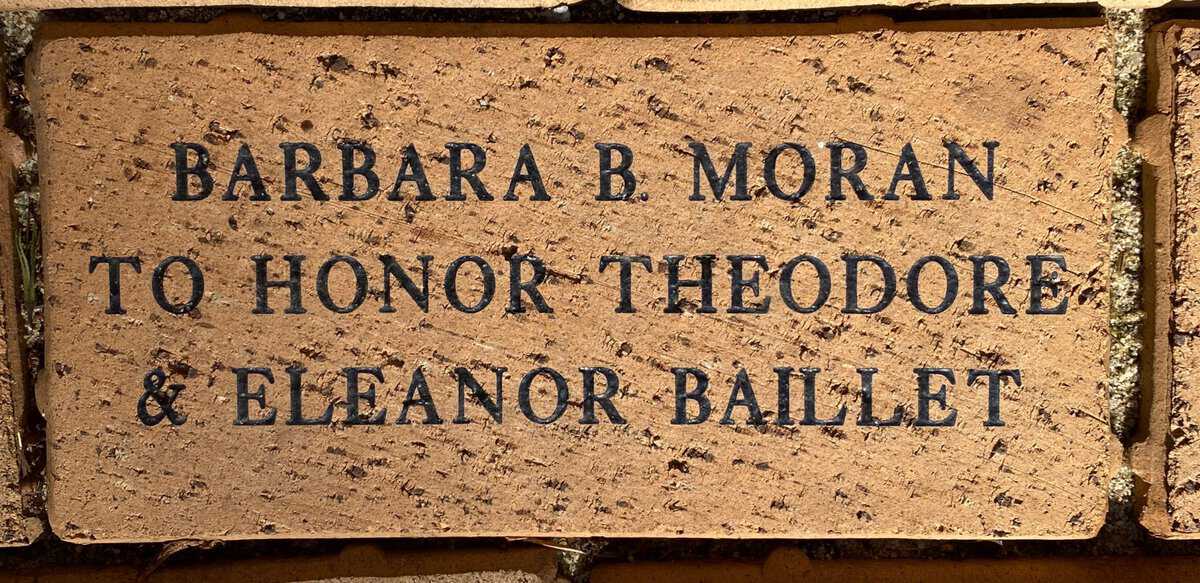 BARBARA B. MORAN
TO HONOR THEODORE
& ELEANOR BAILLET